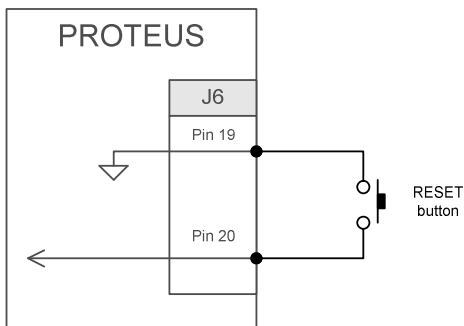 PROTEUS
J6
Pin 19
Pin 20
RESET
button